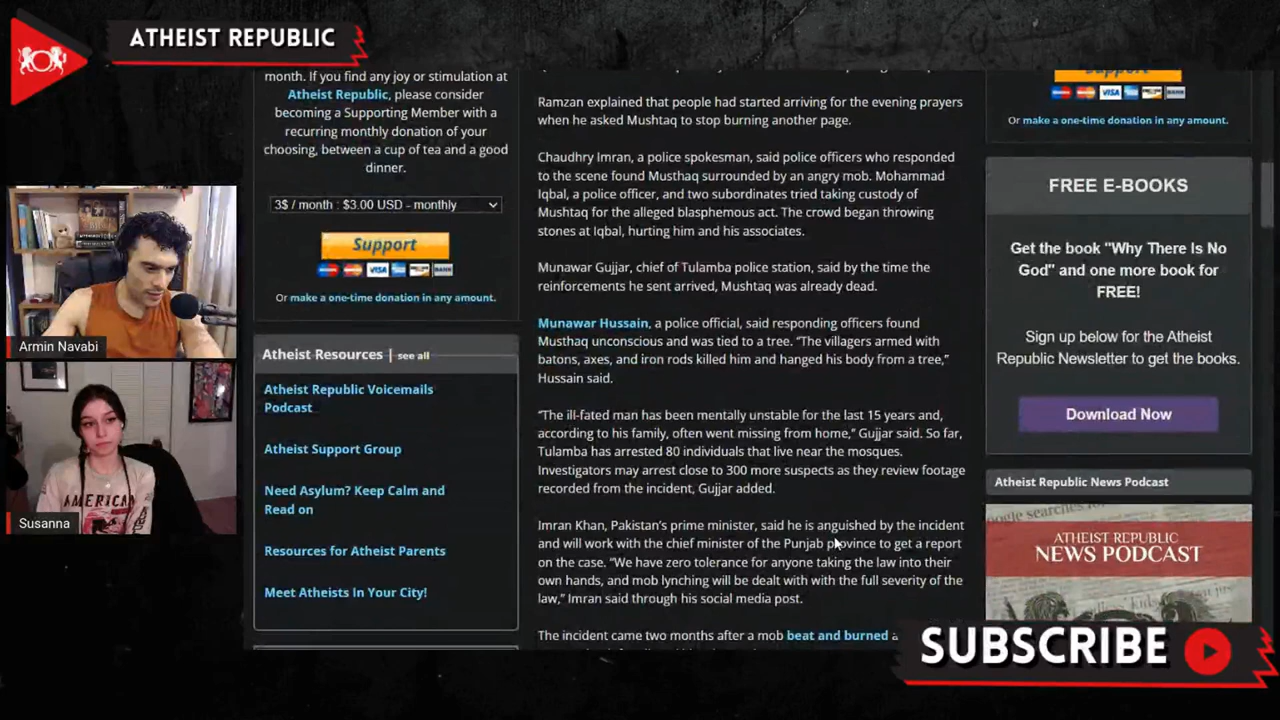 ATHEIST REPUBLIC
month. If you find any joy or stimulation at
Atheist Republic, please consider
becoming a Supporting Member with a
recurring monthly donation of your
choosing, between a cup of tea and a good
dinner.
3$ / month : $3.00 USD - monthly
Support
VISA
BANK
Or make a one-time donation in any amount.
Atheist Resources | see all
Atheist Republic Voicemails
Podcast
Atheist Support Group
Need Asylum? Keep Calm and
Read on
Resources for Atheist Parents
Meet Atheists In Your City!
Ramzan explained that people had started arriving for the evening prayers
when he asked Mushtaq to stop burning another page.
Chaudhry Imran, a police spokesman, said police officers who responded
to the scene found Musthaq surrounded by an angry mob. Mohammad
Iqbal, a police officer, and two subordinates tried taking custody of
Mushtaq for the alleged blasphemous act. The crowd began throwing
stones at Iqbal, hurting him and his associates.
Munawar Gujjar, chief of Tulamba police station, said by the time the
reinforcements he sent arrived, Mushtaq was already dead.
Munawar Hussain, a police official, said responding officers found
Musthaq unconscious and was tied to a tree. “The villagers armed with
batons, axes, and iron rods killed him and hanged his body from a tree,”
Hussain said.
“The ill-fated man has been mentally unstable for the last 15 years and,
according to his family, often went missing from home,” Gujjar said. So far,
Tulamba has arrested 80 individuals that live near the mosques.
Investigators may arrest close to 300 more suspects as they review footage
recorded from the incident, Gujjar added.
Imran Khan, Pakistan’s prime minister, said he is anguished by the incident
and will work with the chief minister of the Punjab province to get a report
on the case. “We have zero tolerance for anyone taking the law into their
own hands, and mob lynching will be dealt with with the full severity of the
law,” Imran said through his social media post.
The incident came two months after a mob beat and burned
Support
VISA
BANK
Or make a one-time donation in any amount.
FREE E-BOOKS
Get the book "Why There Is No
God" and one more book for
FREE!
Sign up below for the Atheist
Republic Newsletter to get the books.
Download Now
Atheist Republic News Podcast
ATHEIST REPUBLIC
NEWS PODCAST
Armin Navabi
AMERICAN
Susanna
SUBSCRIBE